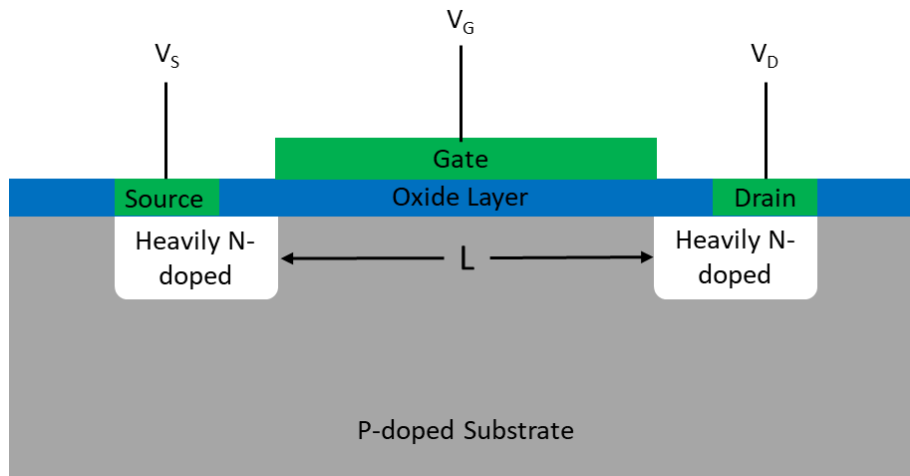 V_G
V_S
V_D
Gate
Source
Oxide Layer
Drain
Heavily N-
doped
L
Heavily N-
doped
P-doped Substrate